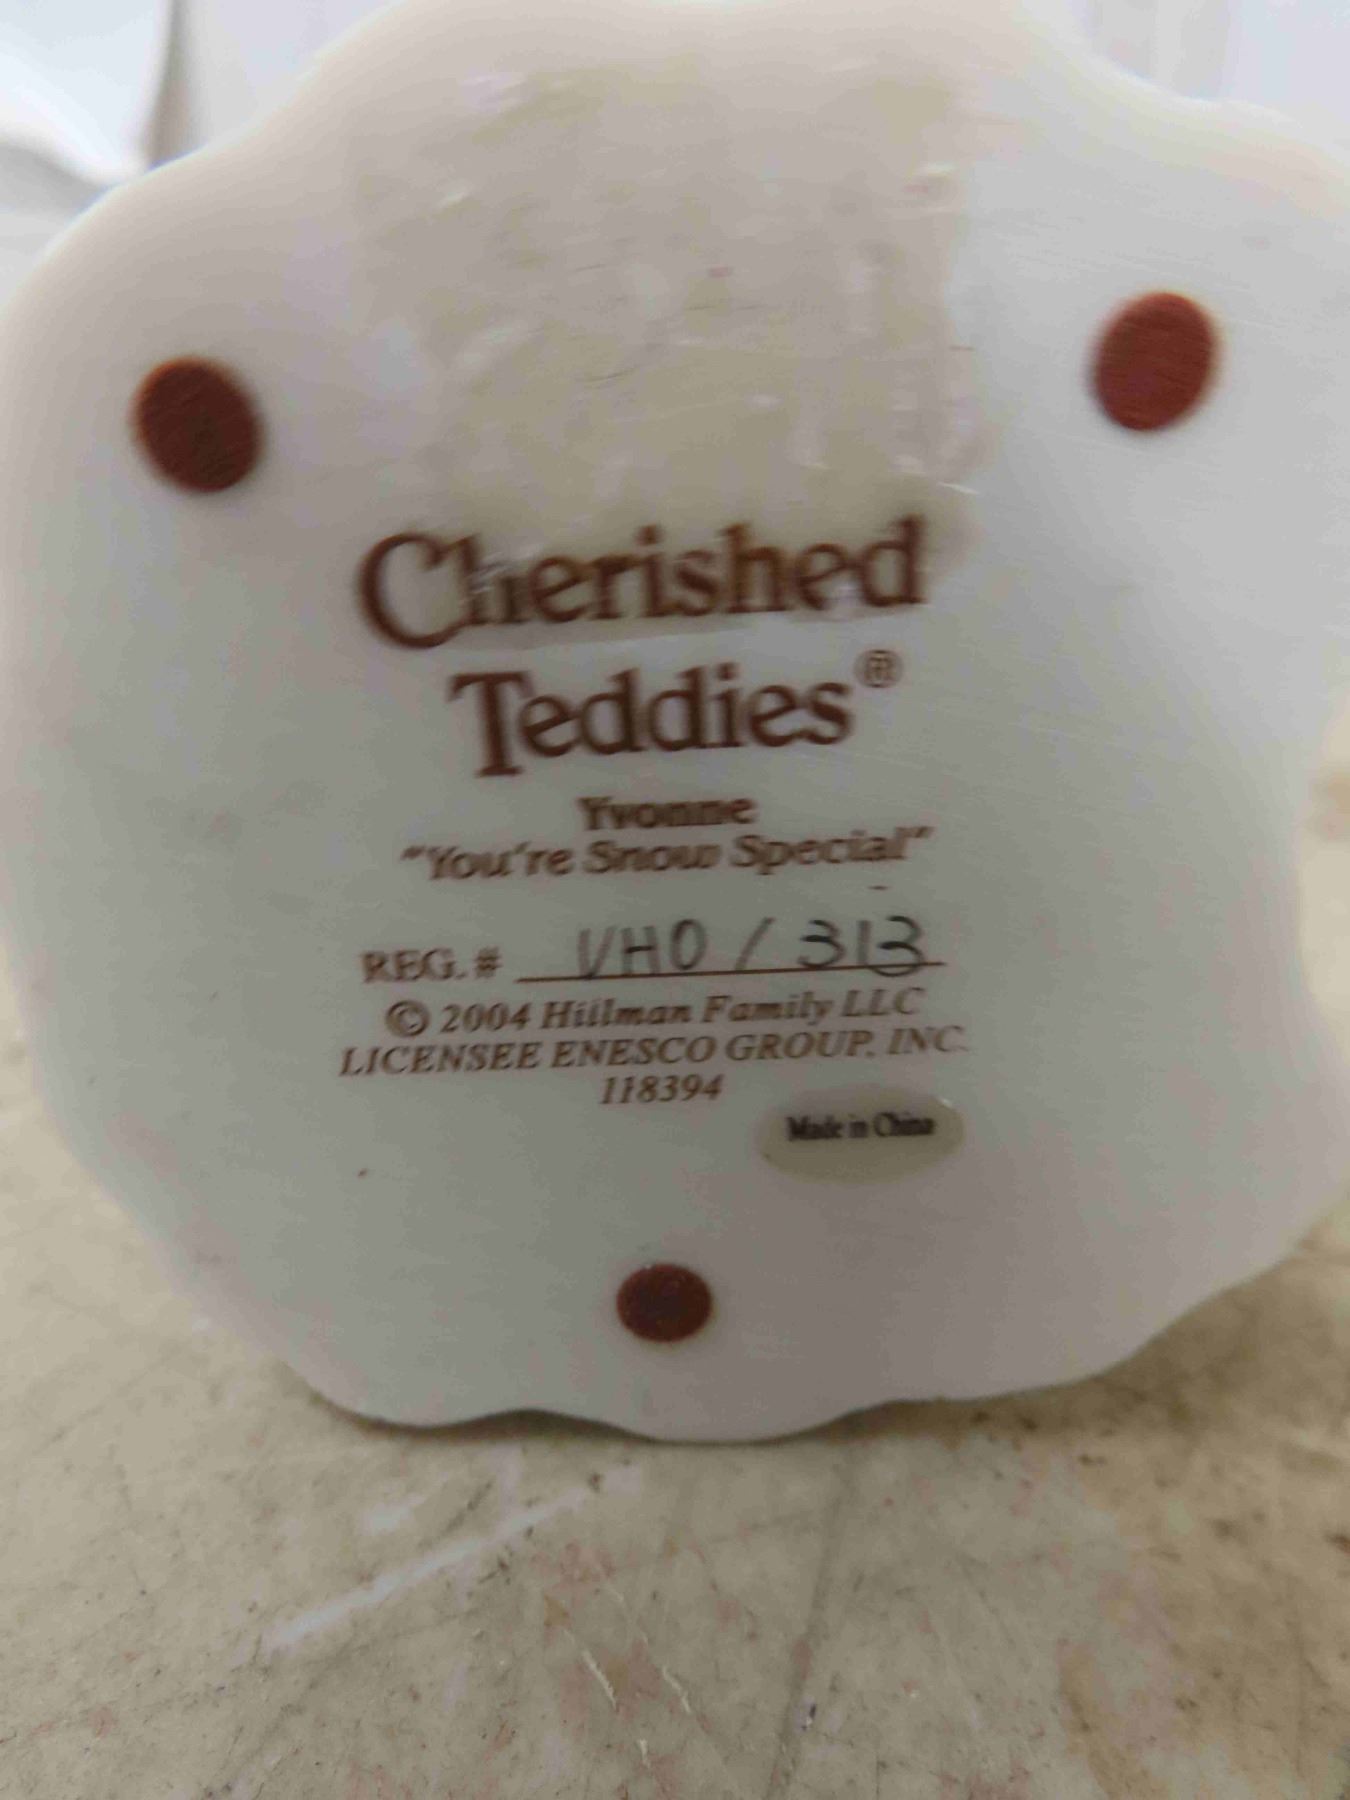 Cherished
Teddies®
Yvonne
"You're Snow Special"
REG.# VHO / 313
© 2004 Hillman Family LLC
LICENSEE ENESCO GROUP, INC.
118394
Made in China